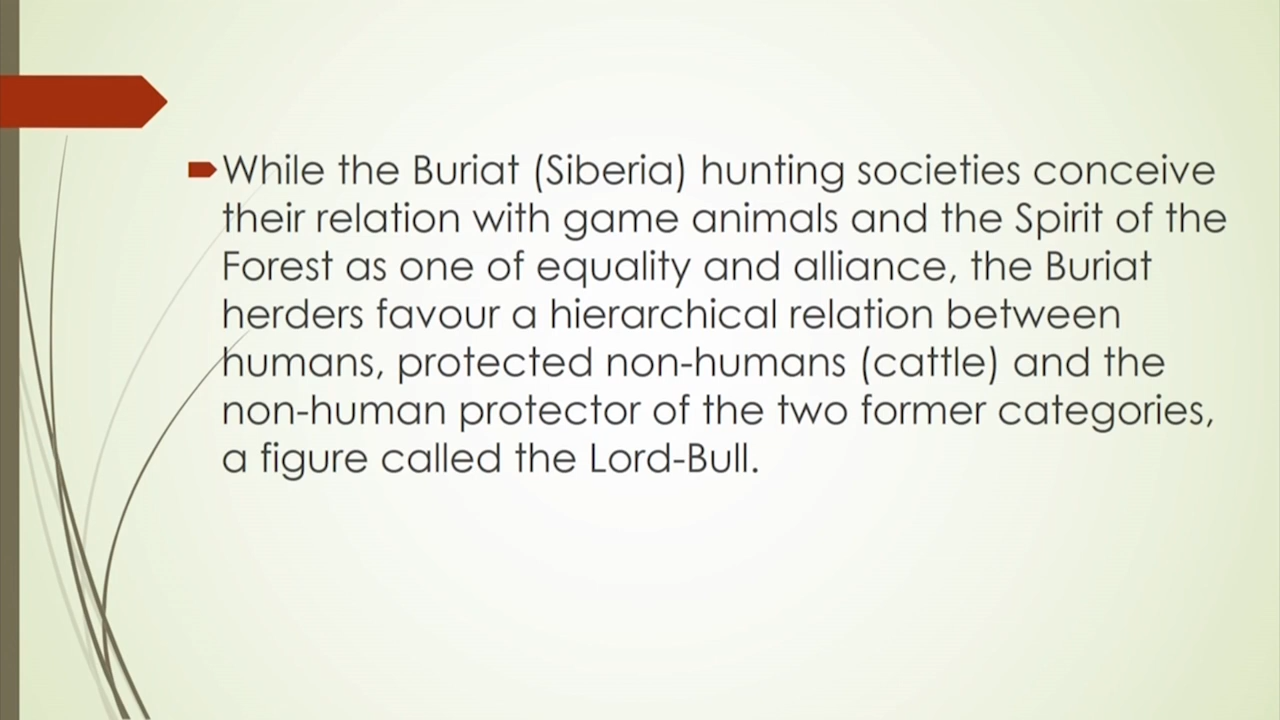 While the Buriat (Siberia) hunting societies conceive
their relation with game animals and the Spirit of the
Forest as one of equality and alliance, the Buriat
herders favour a hierarchical relation between
humans, protected non-humans (cattle) and the
non-human protector of the two former categories,
a figure called the Lord-Bull.